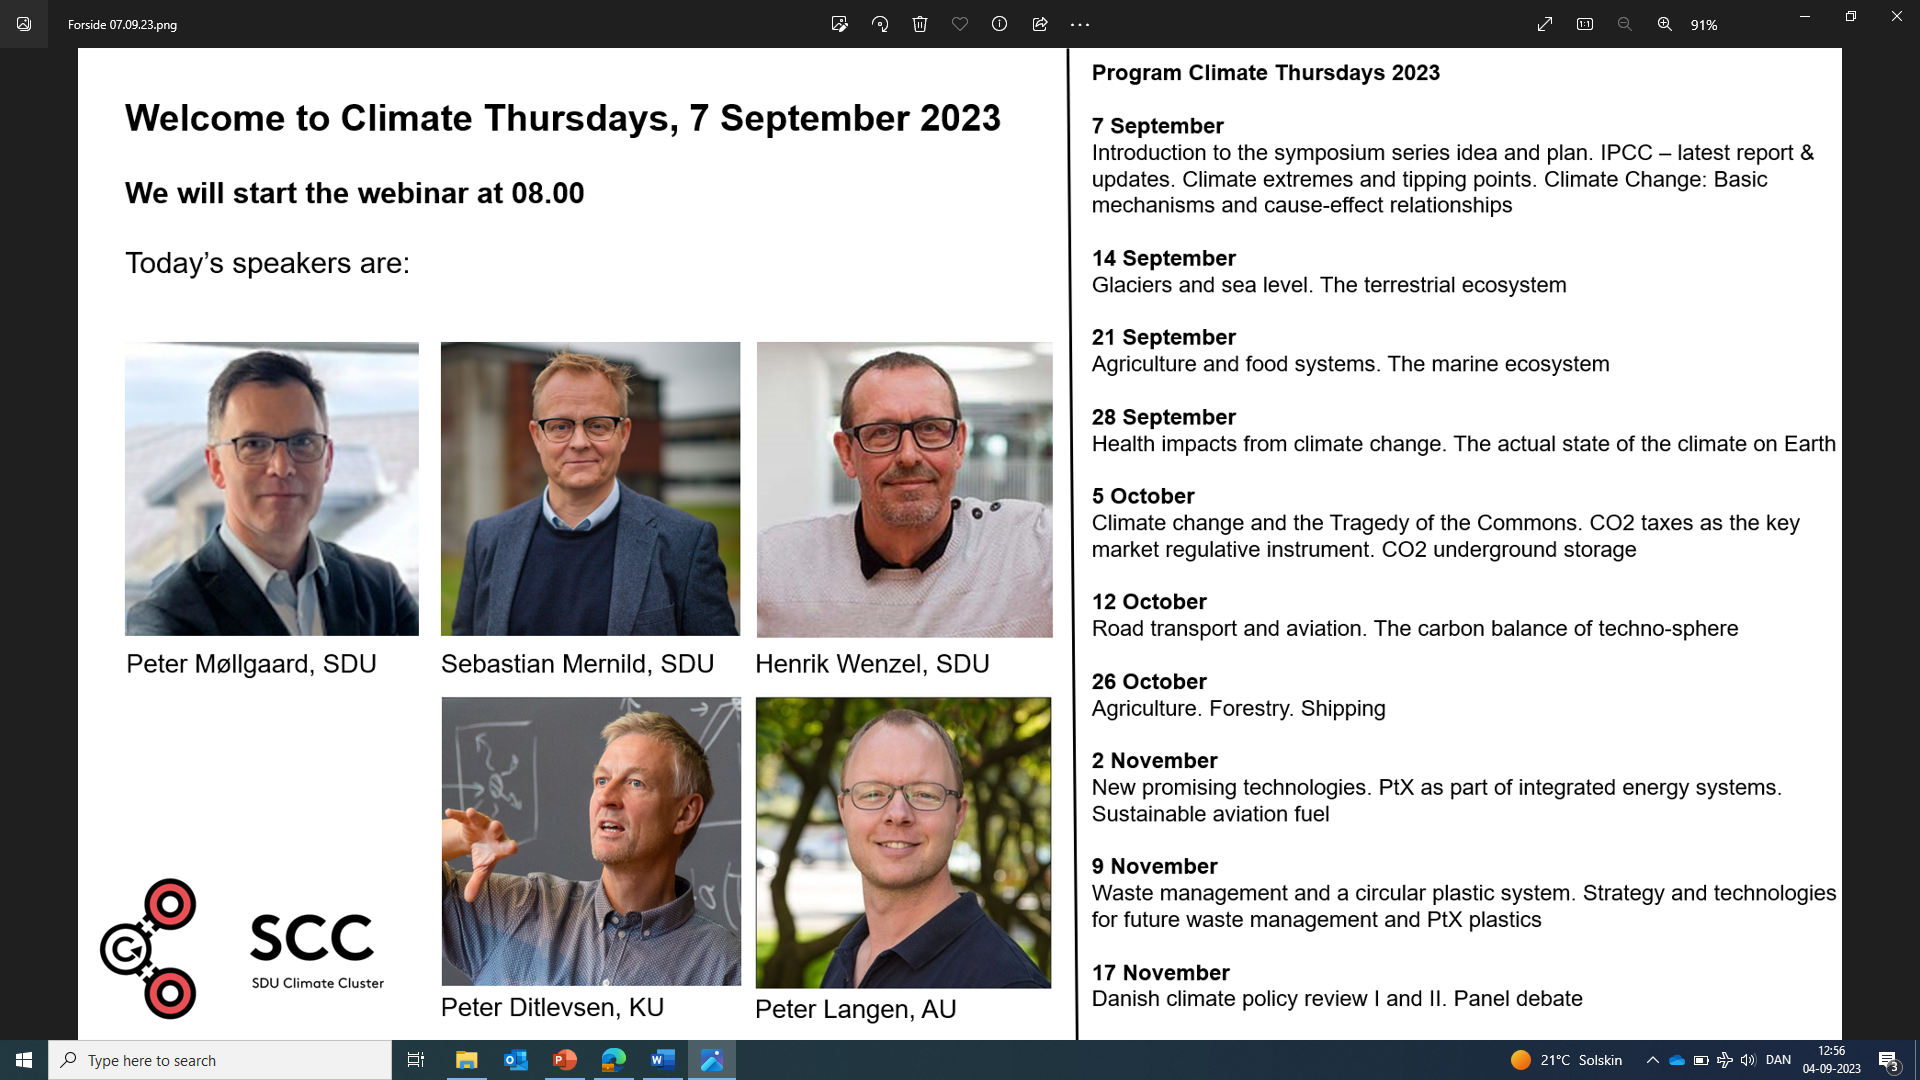 Forside 07.09.23.png
91%
Welcome to Climate Thursdays, 7 September 2023
We will start the webinar at 08.00
Today’s speakers are:
Peter Møllgaard, SDU
Sebastian Mernild, SDU
Henrik Wenzel, SDU
Peter Ditlevsen, KU
Peter Langen, AU
SCC
SDU Climate Cluster
Program Climate Thursdays 2023
7 September
Introduction to the symposium series idea and plan. IPCC – latest report &
updates. Climate extremes and tipping points. Climate Change: Basic
mechanisms and cause-effect relationships
14 September
Glaciers and sea level. The terrestrial ecosystem
21 September
Agriculture and food systems. The marine ecosystem
28 September
Health impacts from climate change. The actual state of the climate on Earth
5 October
Climate change and the Tragedy of the Commons. CO2 taxes as the key
market regulative instrument. CO2 underground storage
12 October
Road transport and aviation. The carbon balance of techno-sphere
26 October
Agriculture. Forestry. Shipping
2 November
New promising technologies. PtX as part of integrated energy systems.
Sustainable aviation fuel
9 November
Waste management and a circular plastic system. Strategy and technologies
for future waste management and PtX plastics
17 November
Danish climate policy review I and II. Panel debate
Type here to search
21°C Solskin
DAN
12:56
04-09-2023
3